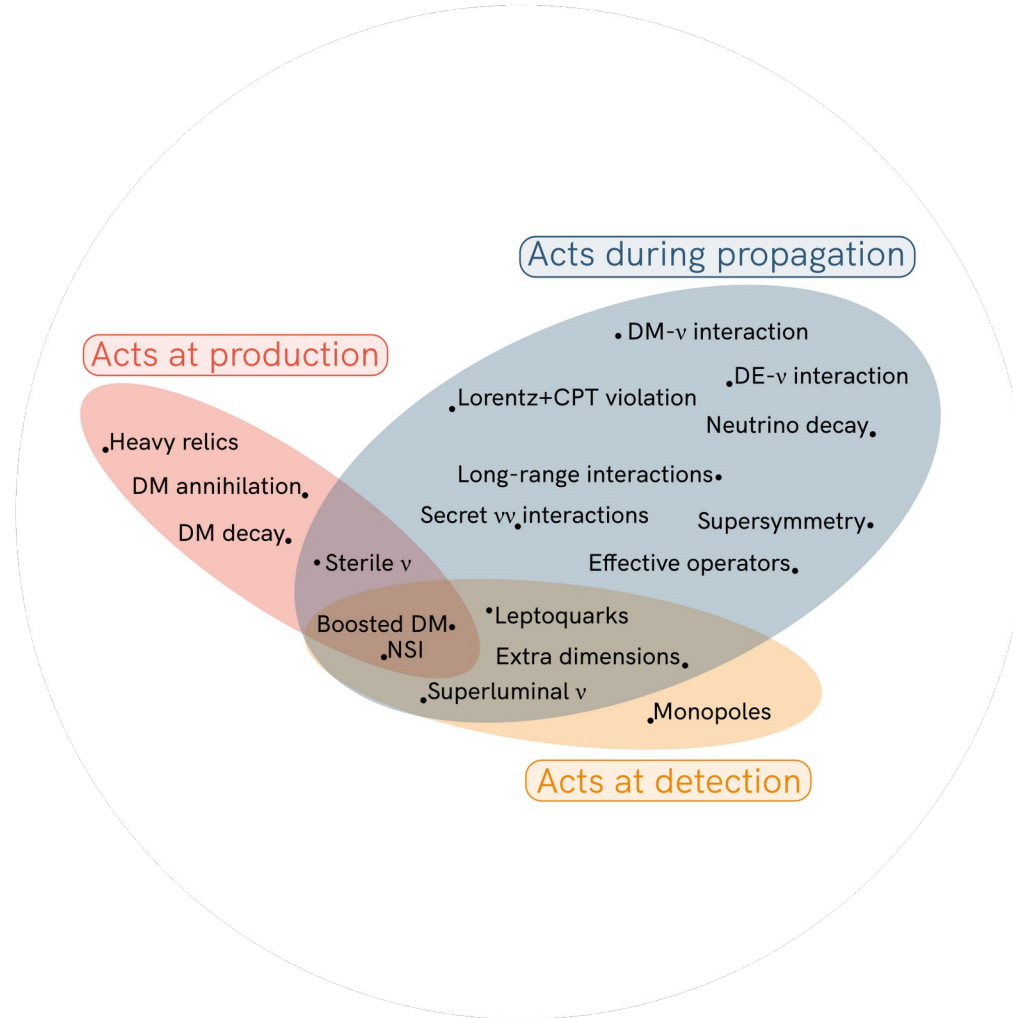 Acts during propagation
DM-ν interaction
DE-ν interaction
Lorentz+CPT violation
Neutrino decay
Long-range interactions
Secret νν interactions
Supersymmetry
Effective operators
Acts at production
Heavy relics
DM annihilation
DM decay
Sterile ν
Boosted DM
NSI
Leptoquarks
Extra dimensions
Superluminal ν
Monopoles
Acts at detection